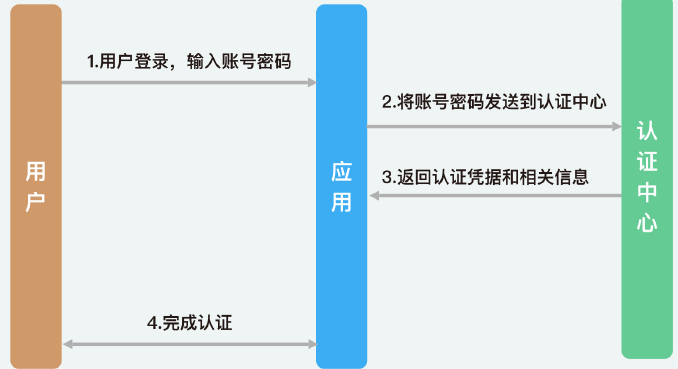 1.用户登录，输入账号密码
2.将账号密码发送到认证中心
3.返回认证凭据和相关信息
4.完成认证
用户
应用
认证中心